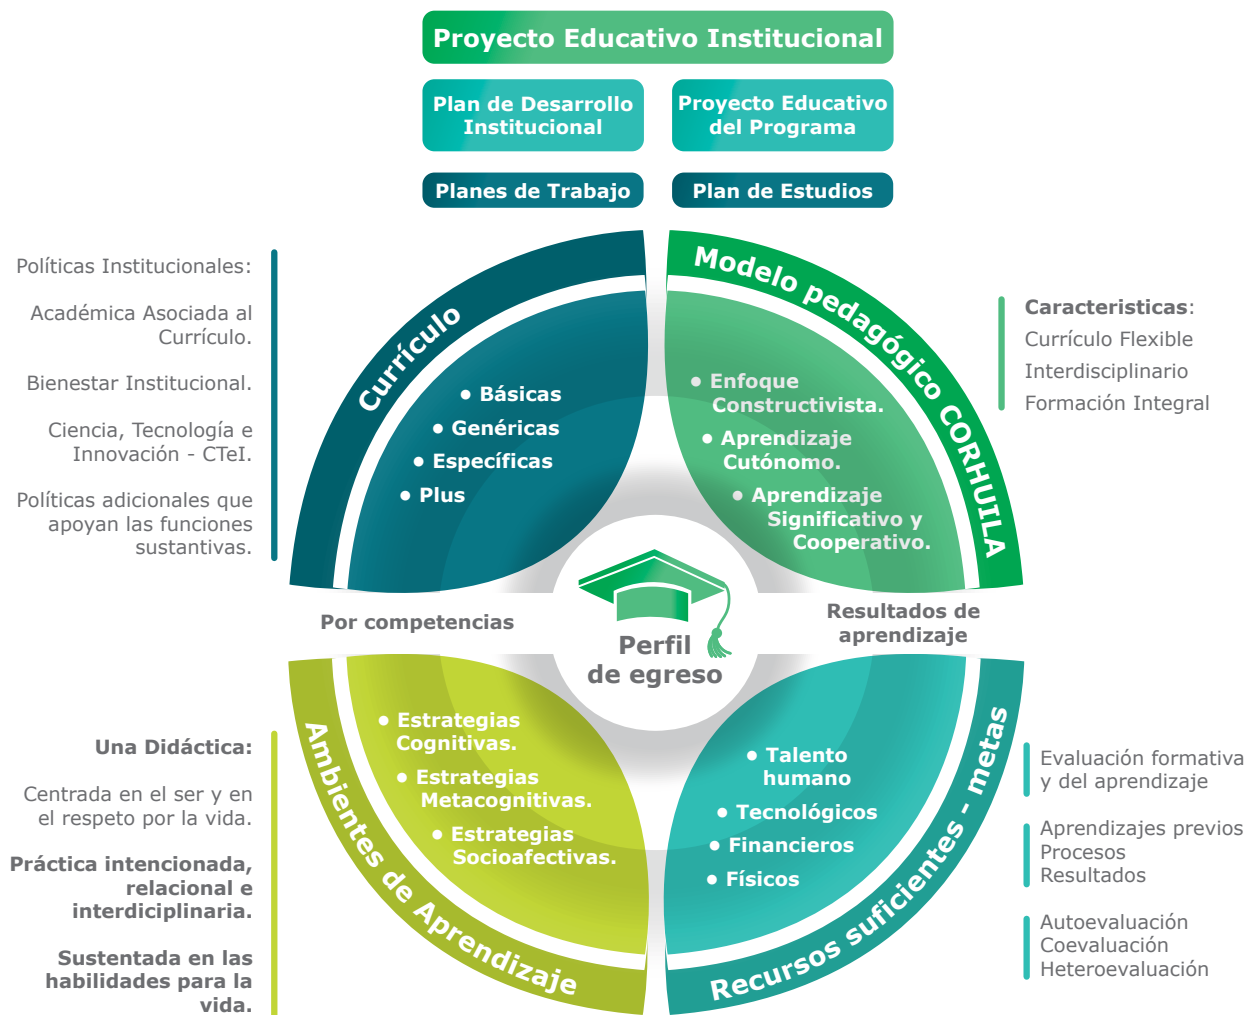 Proyecto Educativo Institucional
Plan de Desarrollo
Institucional
Proyecto Educativo
del Programa
Planes de Trabajo
Plan de Estudios
Políticas Institucionales:
Académica Asociada al
Currículo.
Bienestar Institucional.
Ciencia, Tecnología e
Innovación - CTeI.
Políticas adicionales que
apoyan las funciones
sustantivas.
Currículo
• Básicas
• Genéricas
• Específicas
• Plus
Modelo pedagógico CORHUILA
• Enfoque
Constructivista.
• Aprendizaje
Cutónomo.
• Aprendizaje
Significativo y
Cooperativo.
Caracteristicas:
Currículo Flexible
Interdisciplinario
Formación Integral
Por competencias
Perfil
de egreso
Resultados de
aprendizaje
Una Didáctica:
Centrada en el ser y en
el respeto por la vida.
Práctica intencionada,
relacional e
interdiciplinaria.
Sustentada en las
habilidades para la
vida.
Ambientes de Aprendizaje
• Estrategias
Cognitivas.
• Estrategias
Metacognitivas.
• Estrategias
Socioafectivas.
• Talento
humano
• Tecnológicos
• Financieros
• Físicos
Recursos suficientes - metas
Evaluación formativa
y del aprendizaje
Aprendizajes previos
Procesos
Resultados
Autoevaluación
Coevaluación
Heteroevaluación